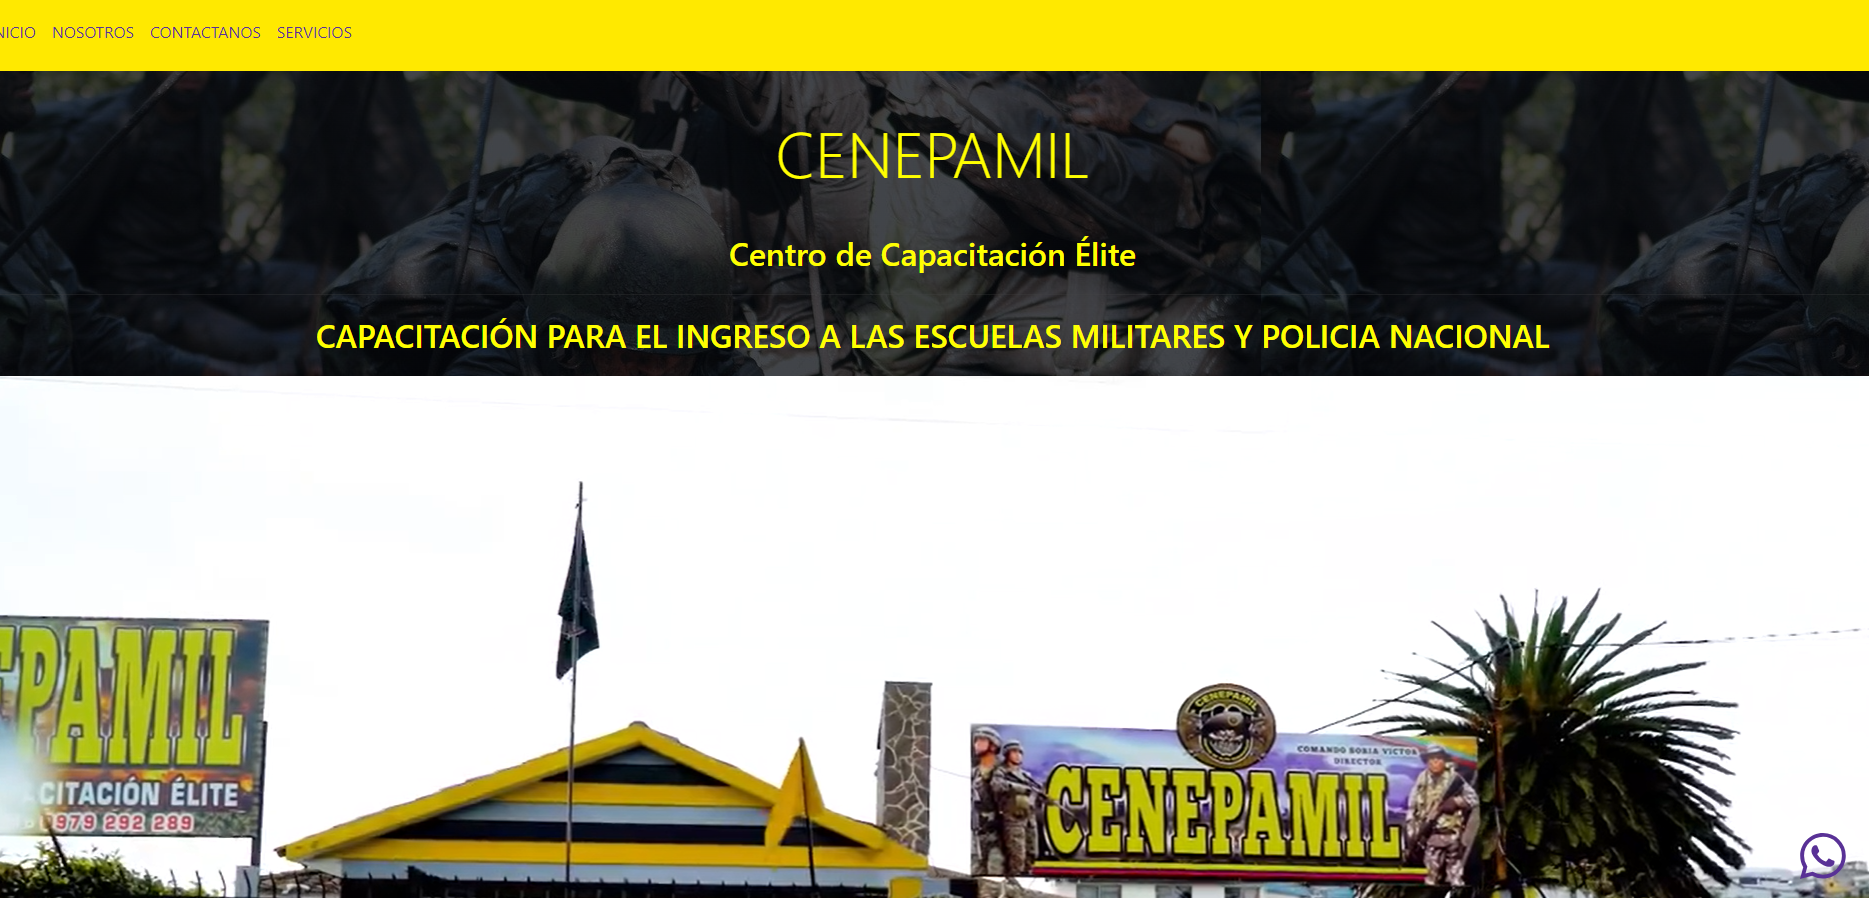 NICIO NOSOTROS CONTACTANOS SERVICIOS
CENEPAMIL
Centro de Capacitación Élite
CAPACITACIÓN PARA EL INGRESO A LAS ESCUELAS MILITARES Y POLICIA NACIONAL
EPAMIL
CITACIÓN ÉLITE
0979 292 289
CENEPAMIL
COMANDO SORIA VICTOR
DIRECTOR
CENEPAMIL